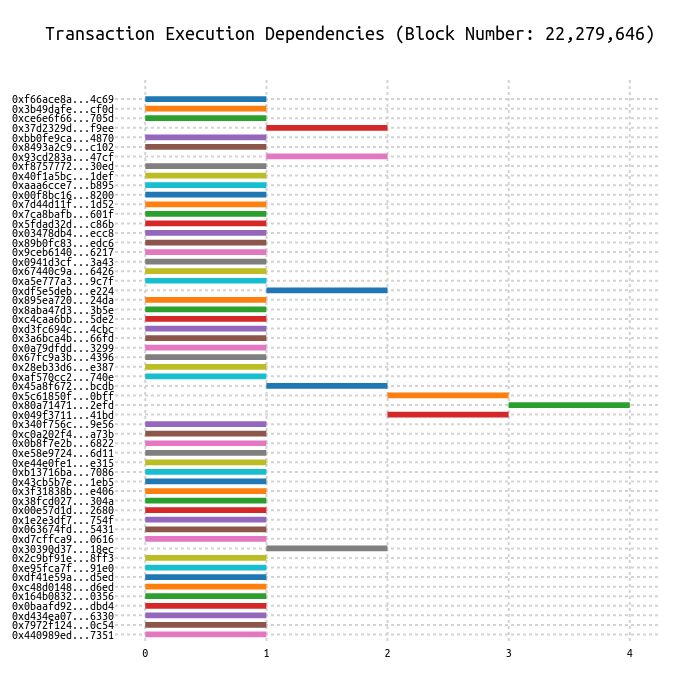 Transaction Execution Dependencies (Block Number: 22,279,646)
0xf66ace8a...4c69
0x3b49dafe...cf0d
0xce6e6f66...705d
0x37d2329d...f9ee
0xbb0fe9ca...4870
0x8493a2c9...c102
0x93cd283a...47cf
0xf8757772...30ed
0x40f1a5bc...1def
0xaaa6cce7...b895
0x00f8bc16...8200
0x7d44d11f...1d52
0x7ca8bafb...601f
0x5fdad32d...c86b
0x03478db4...ecc8
0x89b0fc83...edc6
0x9ceb6140...6217
0x0941d3cf...3a43
0x67440c9a...6426
0xa5e777a3...9c7f
0xdf5e5deb...e224
0x895ea720...24da
0x8aba47d3...3b5e
0xc4caa6bb...5de2
0xd3fc694c...4cbc
0x3a6bca4b...66fd
0x0a79dfdd...3299
0x67fc9a3b...4396
0x28eb33d6...e387
0xaf570cc2...740e
0x45a8f672...bcdb
0x5c61850f...0bff
0x80a71471...2efd
0x049f3711...41bd
0x340f756c...9e56
0xc0a202f4...a73b
0x0b8f7e2b...6822
0xe58e9724...6d11
0xe44e0fe1...e315
0xb13716ba...7086
0x43cb5b7e...1eb5
0x3f31838b...e406
0x38fcd027...304a
0x00e57d1d...2680
0x1e2e3df7...754f
0x063674fd...5431
0xd7cffca9...0616
0x30390d37...18ec
0x2c9bf91e...8ff3
0xe95fca7f...91e0
0xdf41e59a...d5ed
0xc48d0148...d6ed
0x164b0832...0356
0x0baafd92...dbd4
0xd434ea07...6330
0x7972f124...0c54
0x440989ed...7351
0 1 2 3 4